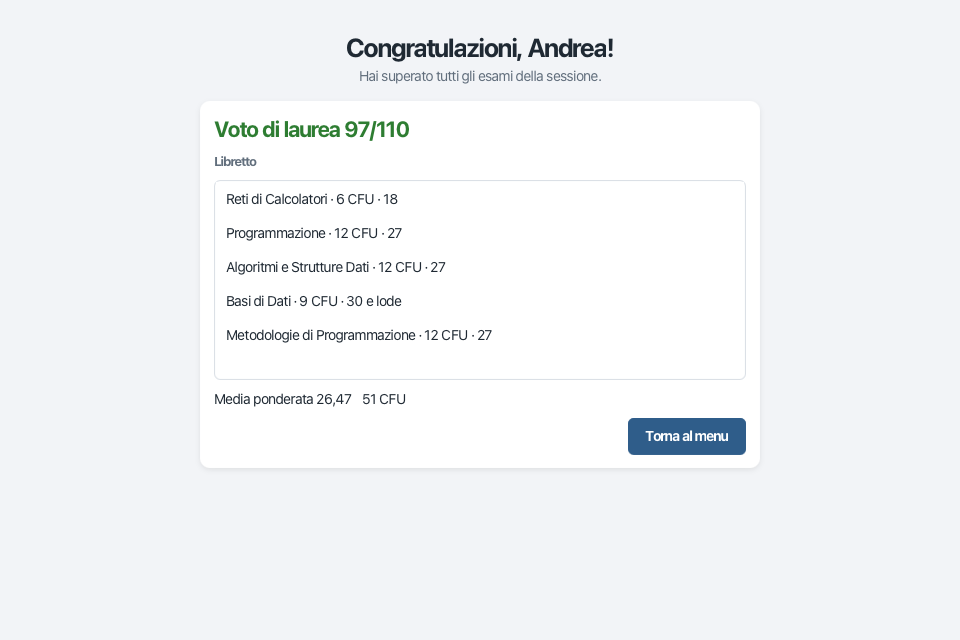 Congratulazioni, Andrea!
Hai superato tutti gli esami della sessione.
Voto di laurea 97/110
Libretto
Reti di Calcolatori · 6 CFU · 18
Programmazione · 12 CFU · 27
Algoritmi e Strutture Dati · 12 CFU · 27
Basi di Dati · 9 CFU · 30 e lode
Metodologie di Programmazione · 12 CFU · 27
Media ponderata 26,47 51 CFU
Torna al menu